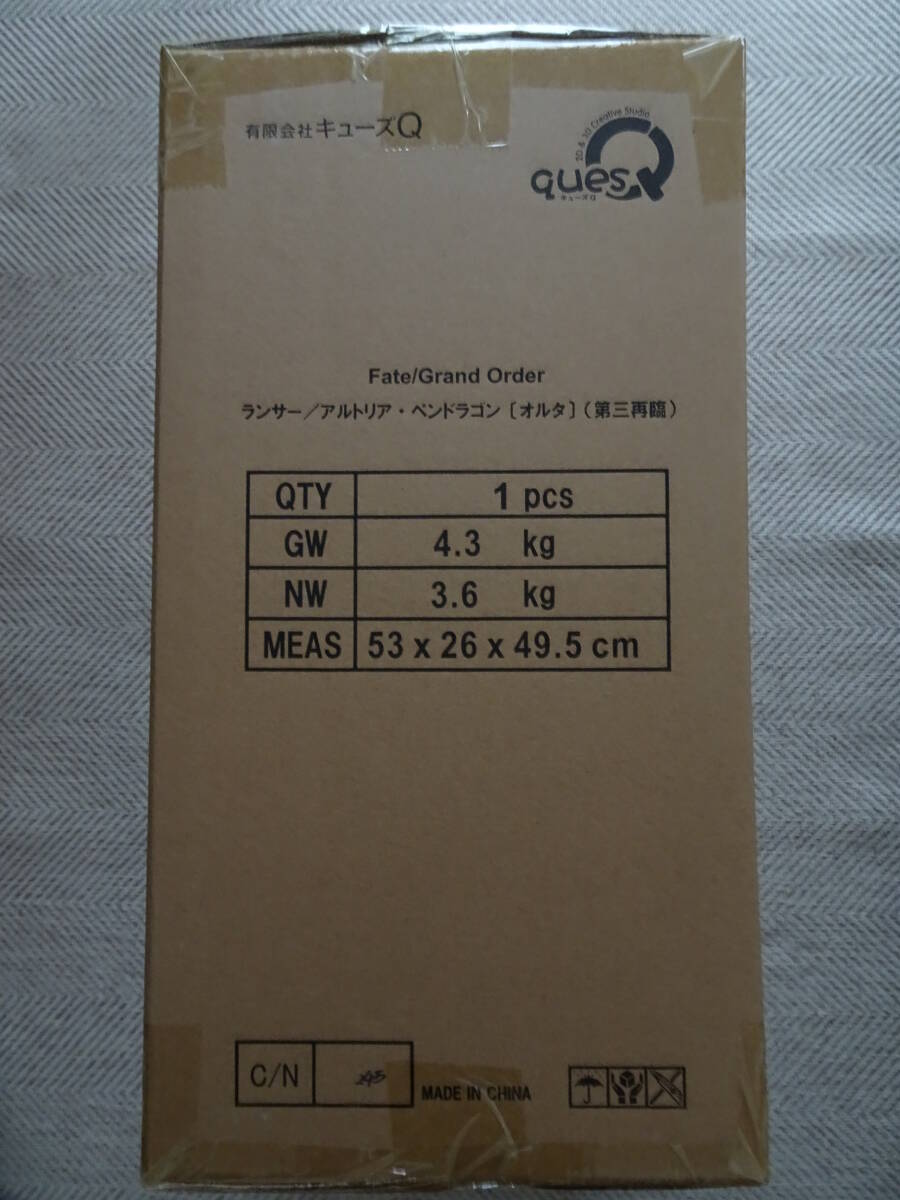 有限会社キューズQ
2D & 3D Creative Studio
quesQ
キューズQ
Fate/Grand Order
ランサー／アルトリア・ペンドラゴン〔オルタ〕（第三再臨）
QTY 1 pcs
GW 4.3 kg
NW 3.6 kg
MEAS 53 x 26 x 49.5 cm
C/N
MADE IN CHINA